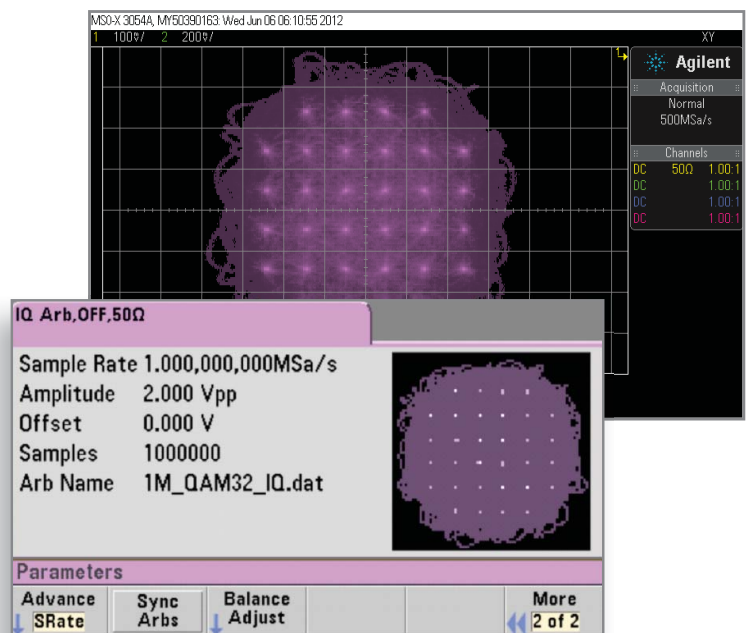 MSO-X 3054A, MY50390163: Wed Jun 06 06:10:55 2012
1 100▿/ 2 200▿/ XY
Agilent
Acquisition
Normal
500MSa/s
Channels
DC 50Ω 1.00:1
DC 1.00:1
DC 1.00:1
DC 1.00:1
IQ Arb,OFF,50Ω
Sample Rate 1.000,000,000MSa/s
Amplitude 2.000 Vpp
Offset 0.000 V
Samples 1000000
Arb Name 1M_QAM32_IQ.dat
Parameters
Advance
SRate
Sync
Arbs
Balance
Adjust
More
2 of 2